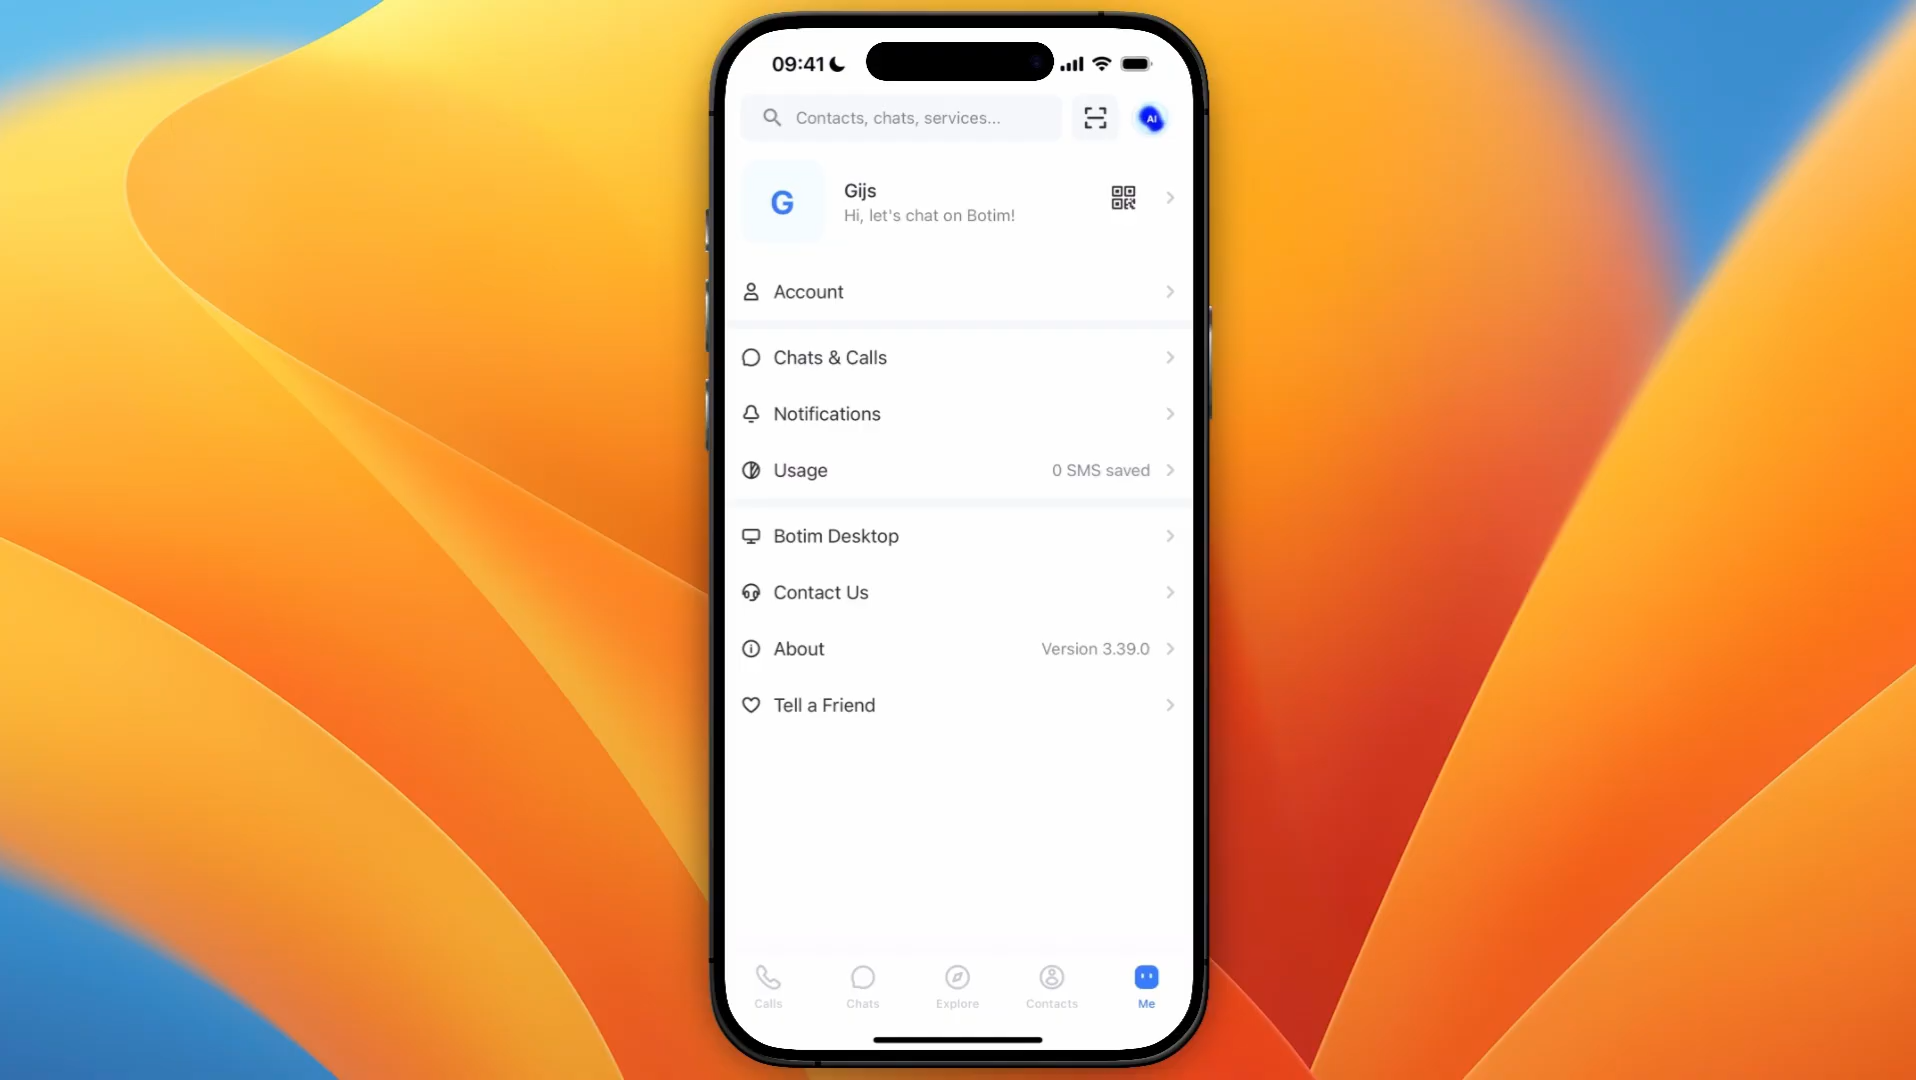 09:41
Contacts, chats, services...
AI
G
Gijs
Hi, let's chat on Botim!
Account
Chats & Calls
Notifications
Usage
0 SMS saved
Botim Desktop
Contact Us
About
Version 3.39.0
Tell a Friend
Calls
Chats
Explore
Contacts
Me